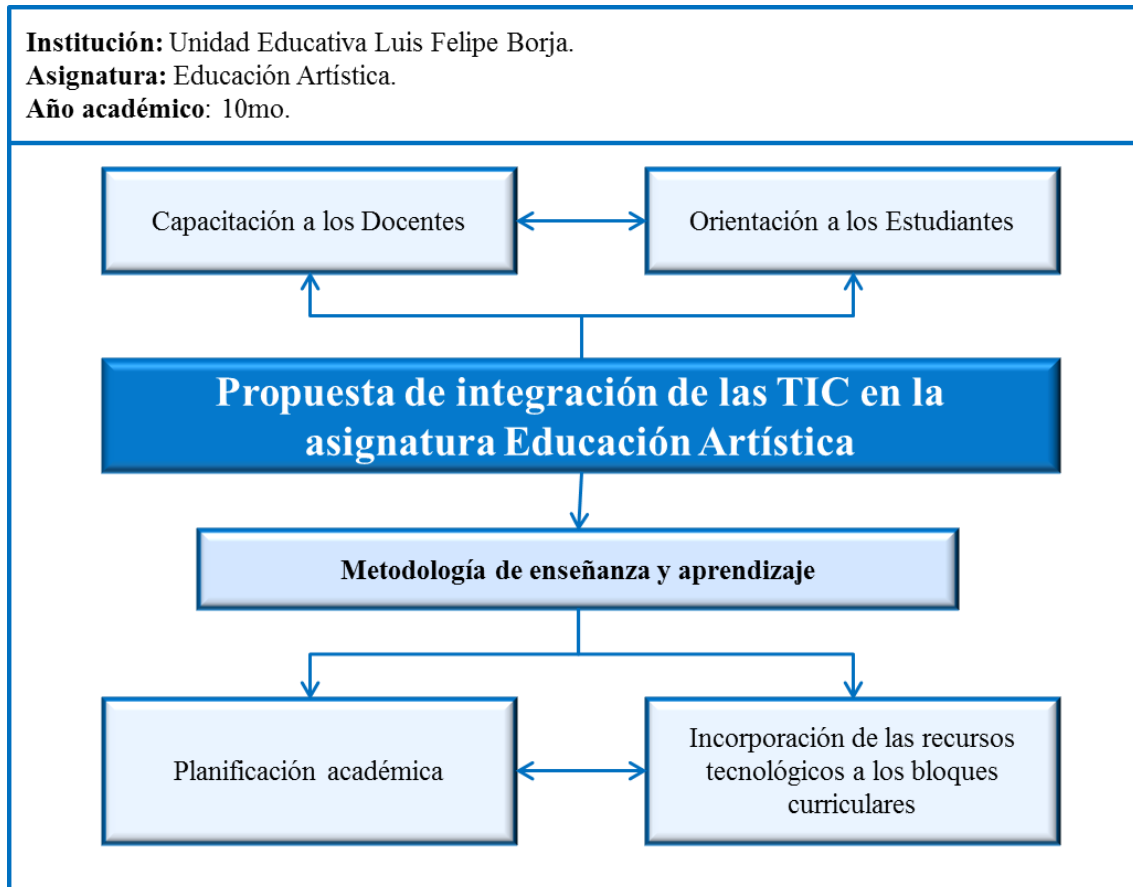 Institución: Unidad Educativa Luis Felipe Borja.
Asignatura: Educación Artística.
Año académico: 10mo.
Capacitación a los Docentes
Orientación a los Estudiantes
Propuesta de integración de las TIC en la
asignatura Educación Artística
Metodología de enseñanza y aprendizaje
Planificación académica
Incorporación de las recursos
tecnológicos a los bloques
curriculares